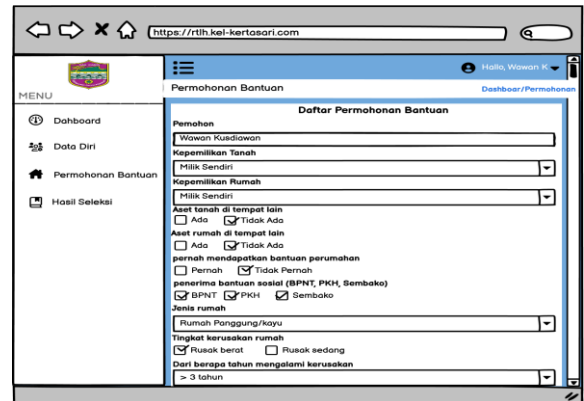 https://rtlh.kel-kertasari.com
Hallo, Wawan K
MENU
Permohonan Bantuan
Dashboar/Permohonan
Dahboard
Data Diri
Permohonan Bantuan
Hasil Seleksi
Daftar Permohonan Bantuan
Pemohon
Wawan Kusdiawan
Kepemilikan Tanah
Milik Sendiri
Kepemilikan Rumah
Milik Sendiri
Aset tanah di tempat lain
Ada Tidak Ada
Aset rumah di tempat lain
Ada Tidak Ada
pernah mendapatkan bantuan perumahan
Pernah Tidak Pernah
penerima bantuan sosial (BPNT, PKH, Sembako)
BPNT PKH Sembako
Jenis rumah
Rumah Panggung/kayu
Tingkat kerusakan rumah
Rusak berat Rusak sedang
Dari berapa tahun mengalami kerusakan
> 3 tahun